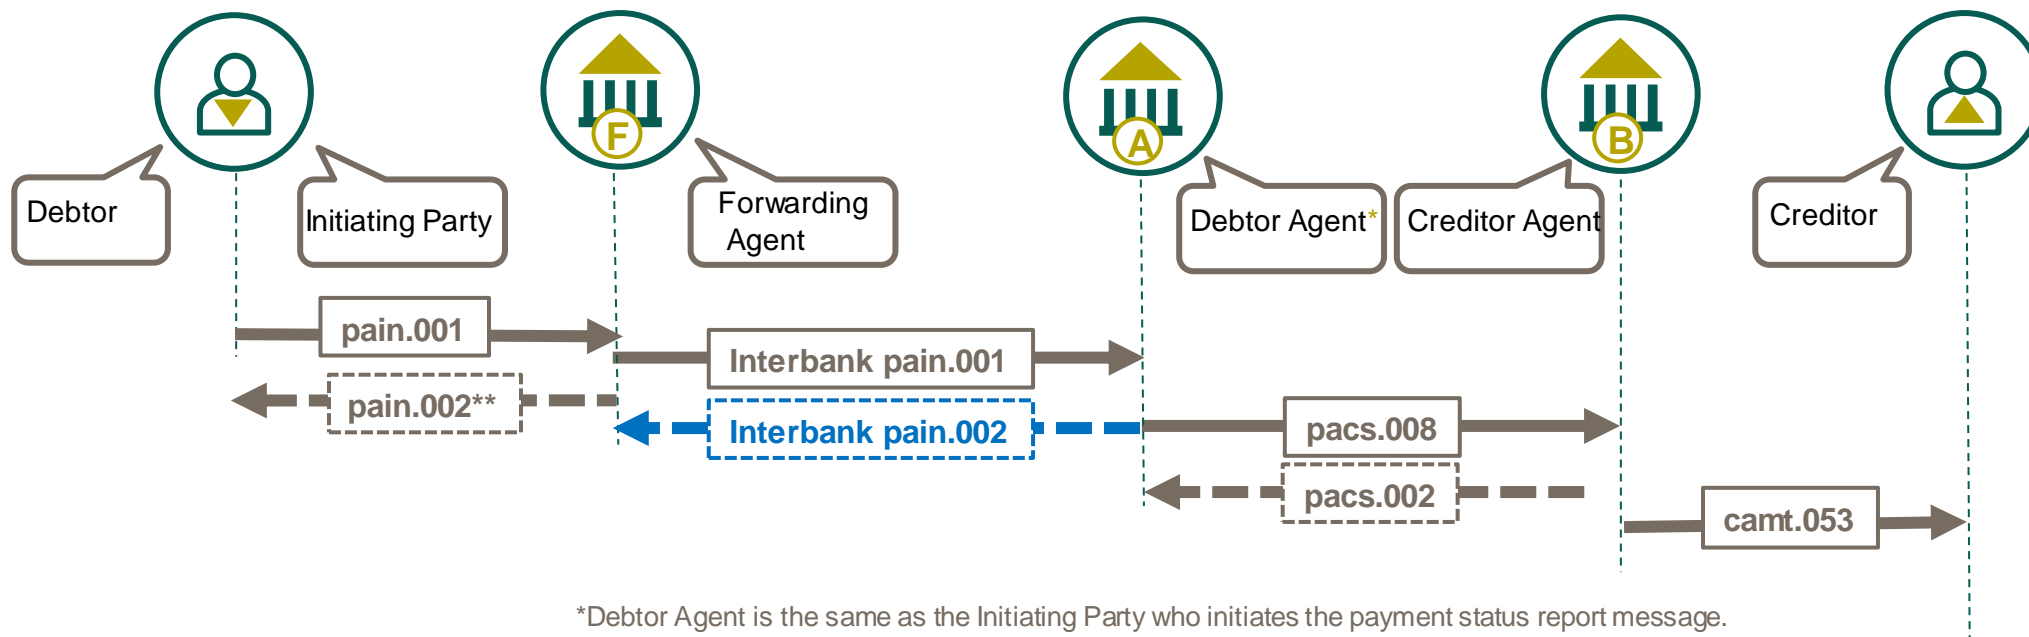 F
A
B
Debtor
Initiating Party
Forwarding
Agent
Debtor Agent*
Creditor Agent
Creditor
pain.001
Interbank pain.001
pain.002**
Interbank pain.002
pacs.008
pacs.002
camt.053
*Debtor Agent is the same as the Initiating Party who initiates the payment status report message.